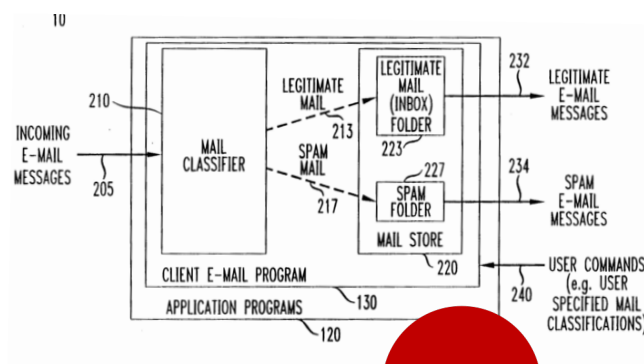 10
210
INCOMING
E-MAIL
MESSAGES
205
MAIL
CLASSIFIER
LEGITIMATE
MAIL
213
SPAM
MAIL
217
LEGITIMATE
MAIL
(INBOX)
FOLDER
223
227
SPAM
FOLDER
MAIL STORE
220
232
LEGITIMATE
E-MAIL
MESSAGES
234
SPAM
E-MAIL
MESSAGES
CLIENT E-MAIL PROGRAM
130
APPLICATION PROGRAMS
120
240
USER COMMANDS
(e.g. USER
SPECIFIED MAIL
CLASSIFICATIONS)